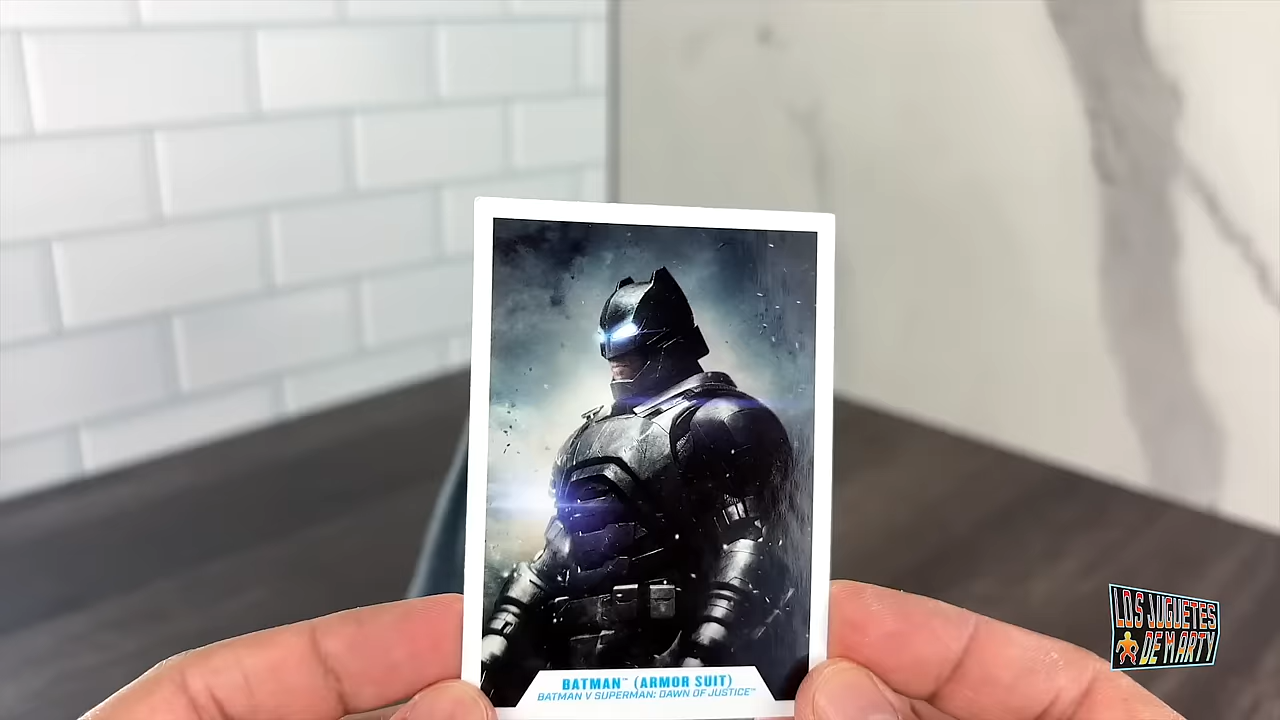 BATMAN™ (ARMOR SUIT)
BATMAN V SUPERMAN: DAWN OF JUSTICE™
LOS JUGUETES
DE MARTY